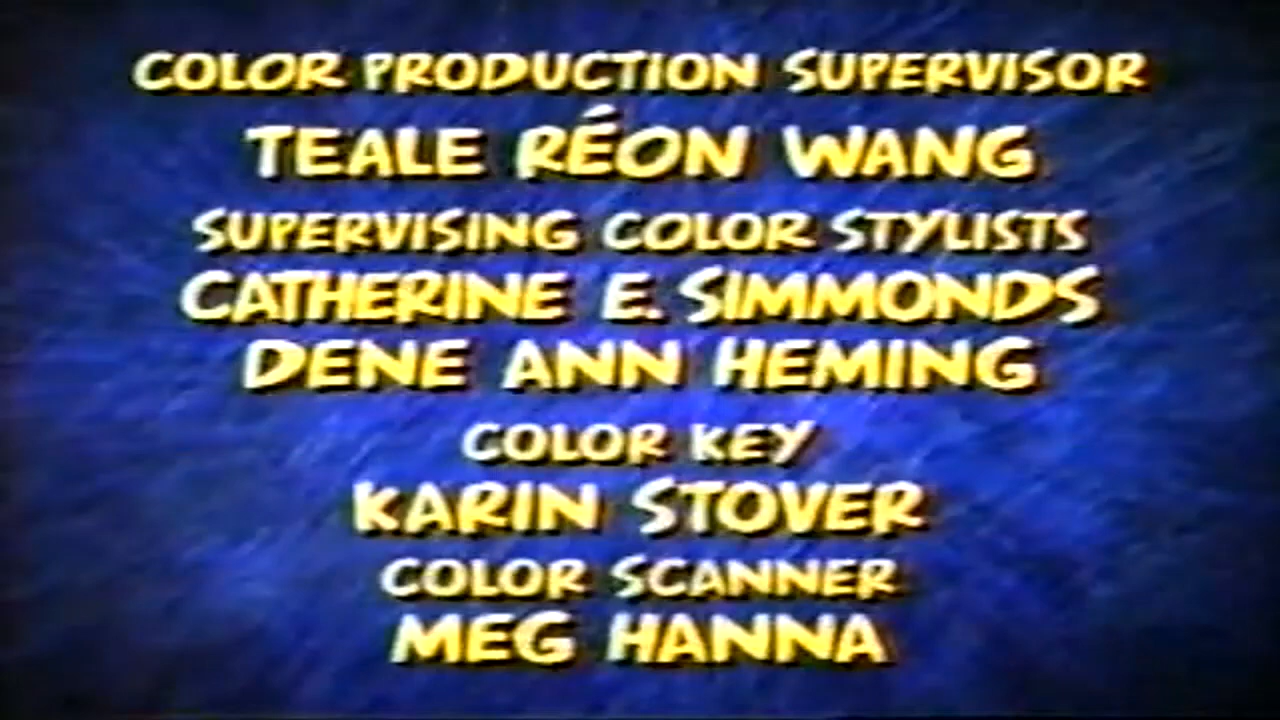 COLOR PRODUCTION SUPERVISOR
TEALE RÉON WANG
SUPERVISING COLOR STYLISTS
CATHERINE E. SIMMONDS
DENE ANN HEMING
COLOR KEY
KARIN STOVER
COLOR SCANNER
MEG HANNA